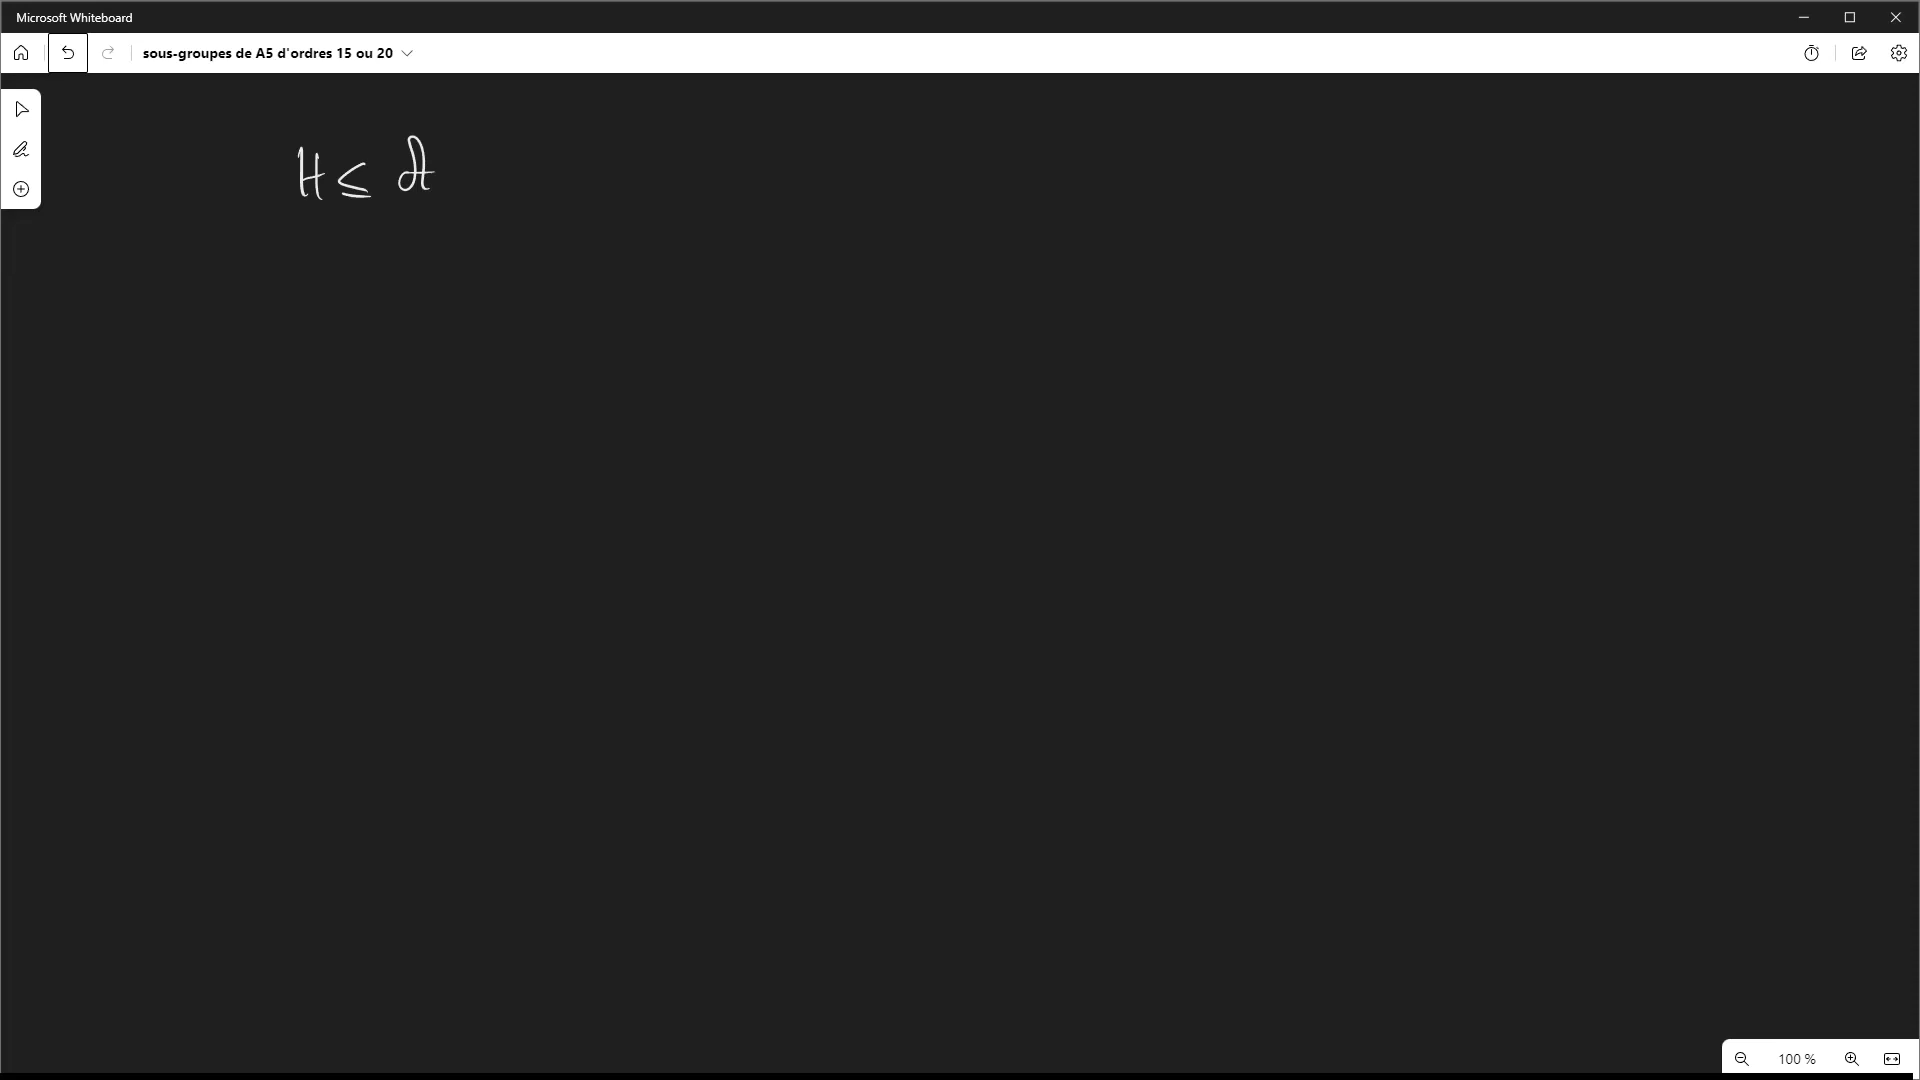 Microsoft Whiteboard
sous-groupes de A5 d'ordres 15 ou 20
H ≤ A
100 %